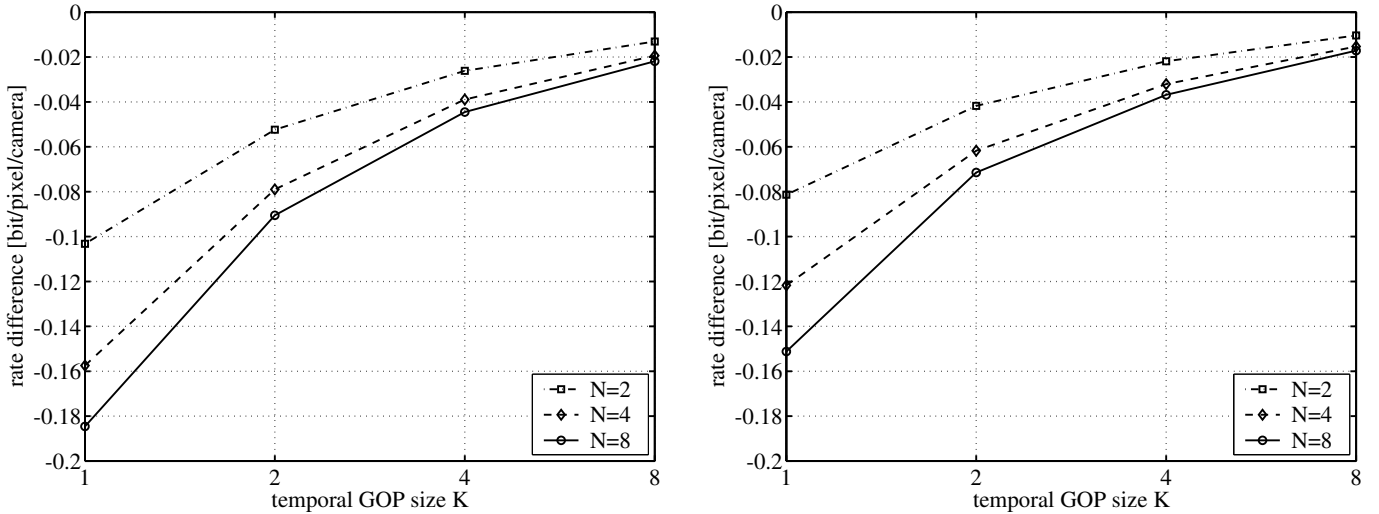 0
-0.02
-0.04
-0.06
-0.08
-0.1
-0.12
-0.14
-0.16
-0.18
-0.2
rate difference [bit/pixel/camera]
1 2 4 8
temporal GOP size K
N=2
N=4
N=8
0
-0.02
-0.04
-0.06
-0.08
-0.1
-0.12
-0.14
-0.16
-0.18
-0.2
rate difference [bit/pixel/camera]
1 2 4 8
temporal GOP size K
N=2
N=4
N=8